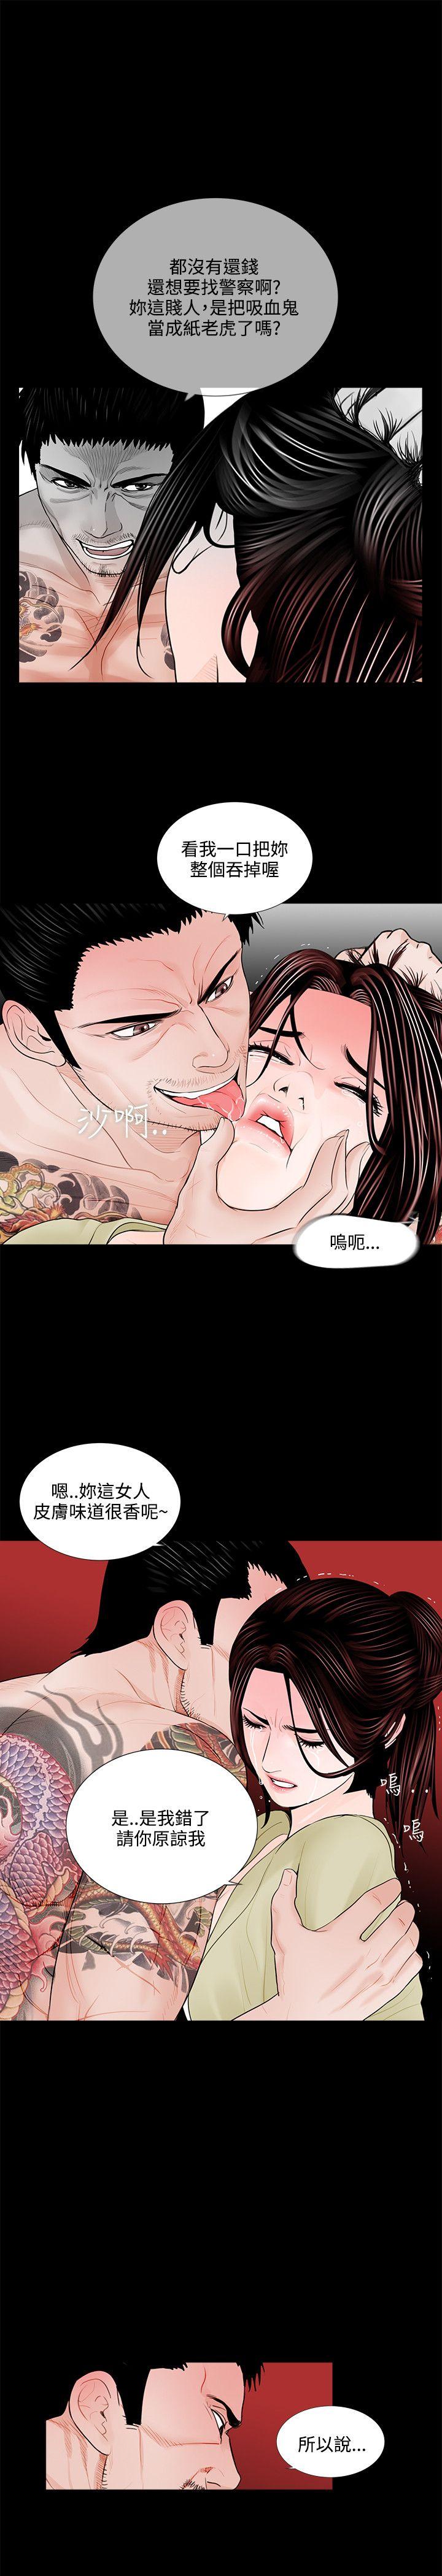 都沒有還錢
還想要找警察啊?
妳這賤人,是把吸血鬼
當成紙老虎了嗎?
看我一口把妳
整個吞掉喔
沙啊..
嗚呃...
嗯..妳這女人
皮膚味道很香呢~
是..是我錯了
請你原諒我
嗚..
嗚
所以說...